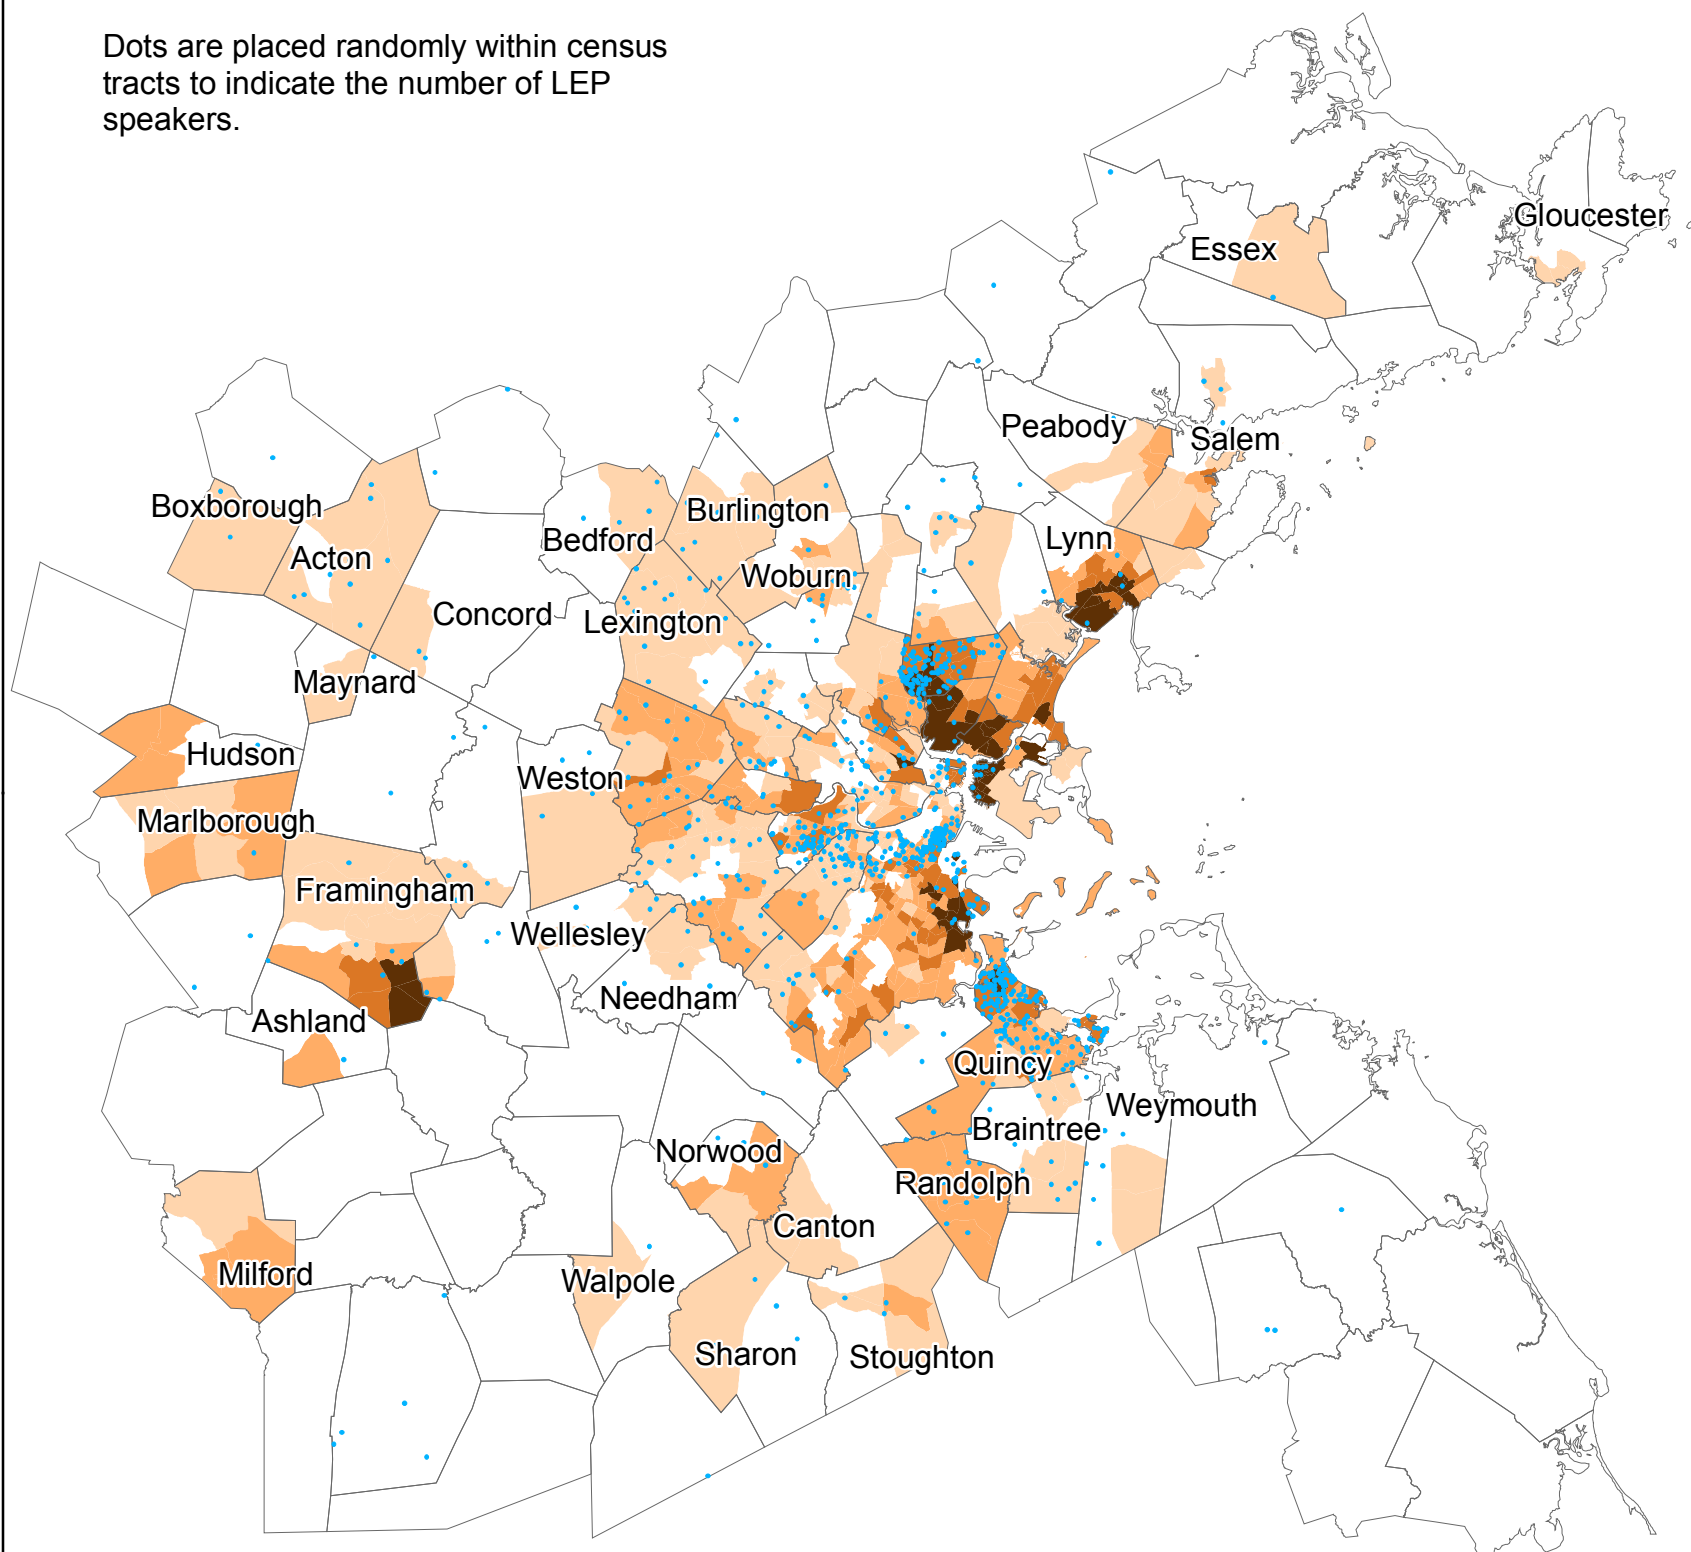 Dots are placed randomly within census
tracts to indicate the number of LEP
speakers.
Gloucester
Essex
Peabody
Salem
Boxborough
Burlington
Bedford
Lynn
Acton
Woburn
Concord
Lexington
Maynard
Hudson
Weston
Marlborough
Framingham
Wellesley
Needham
Ashland
Quincy
Weymouth
Braintree
Norwood
Randolph
Canton
Milford
Walpole
Sharon
Stoughton